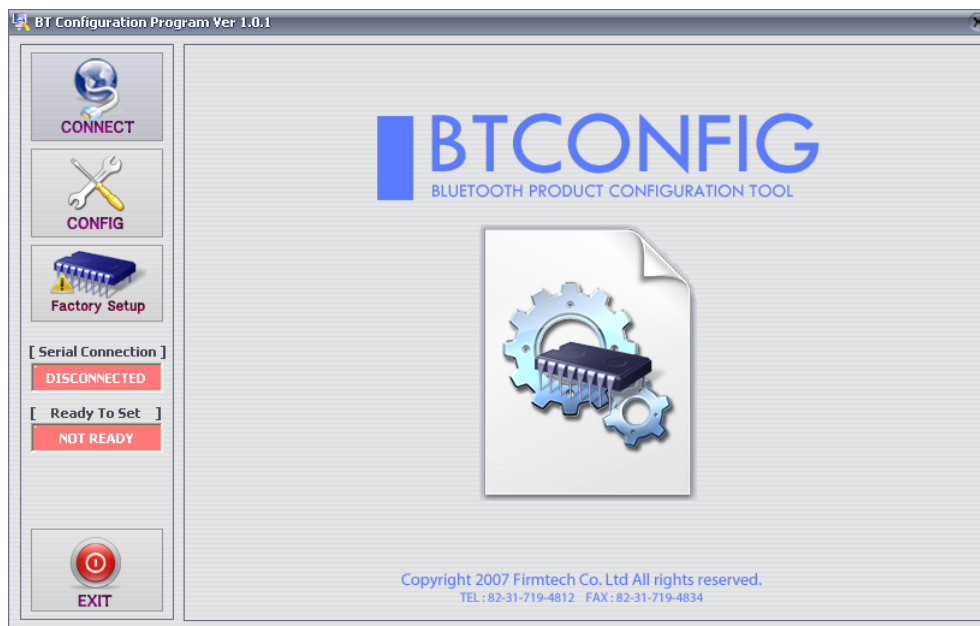 BT Configuration Program Ver 1.0.1
CONNECT
CONFIG
Factory Setup
[ Serial Connection ]
DISCONNECTED
[ Ready To Set ]
NOT READY
EXIT
BTCONFIG
BLUETOOTH PRODUCT CONFIGURATION TOOL
Copyright 2007 Firmtech Co. Ltd All rights reserved.
TEL : 82-31-719-4812 FAX : 82-31-719-4834